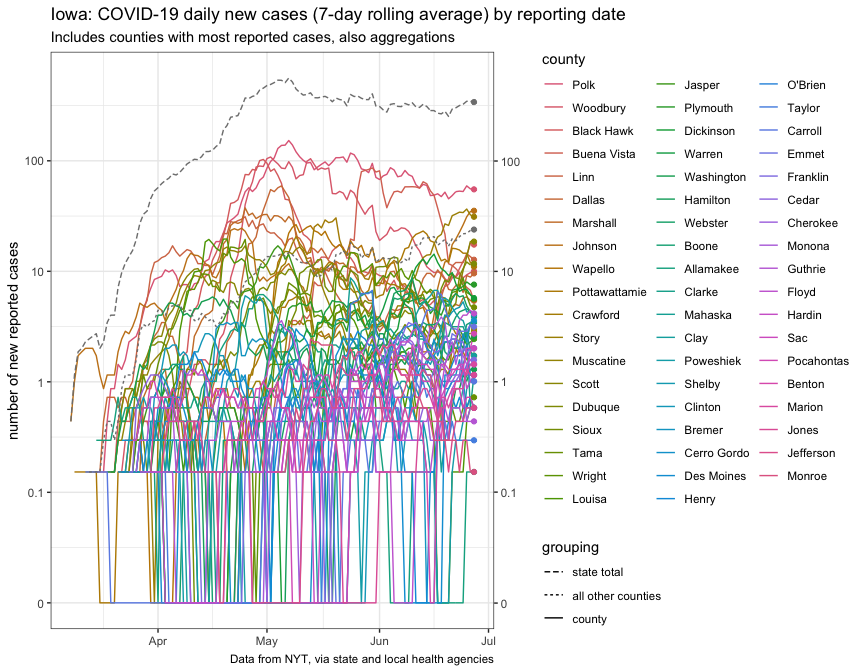 Iowa: COVID-19 daily new cases (7-day rolling average) by reporting date
Includes counties with most reported cases, also aggregations
number of new reported cases
100
10
1
0.1
0
100
10
1
0.1
0
Apr
May
Jun
Jul
Data from NYT, via state and local health agencies
county
Polk
Woodbury
Black Hawk
Buena Vista
Linn
Dallas
Marshall
Johnson
Wapello
Pottawattamie
Crawford
Story
Muscatine
Scott
Dubuque
Sioux
Tama
Wright
Louisa
Jasper
Plymouth
Dickinson
Warren
Washington
Hamilton
Webster
Boone
Allamakee
Clarke
Mahaska
Clay
Poweshiek
Shelby
Clinton
Bremer
Cerro Gordo
Des Moines
Henry
O'Brien
Taylor
Carroll
Emmet
Franklin
Cedar
Cherokee
Monona
Guthrie
Floyd
Hardin
Sac
Pocahontas
Benton
Marion
Jones
Jefferson
Monroe
grouping
state total
all other counties
county